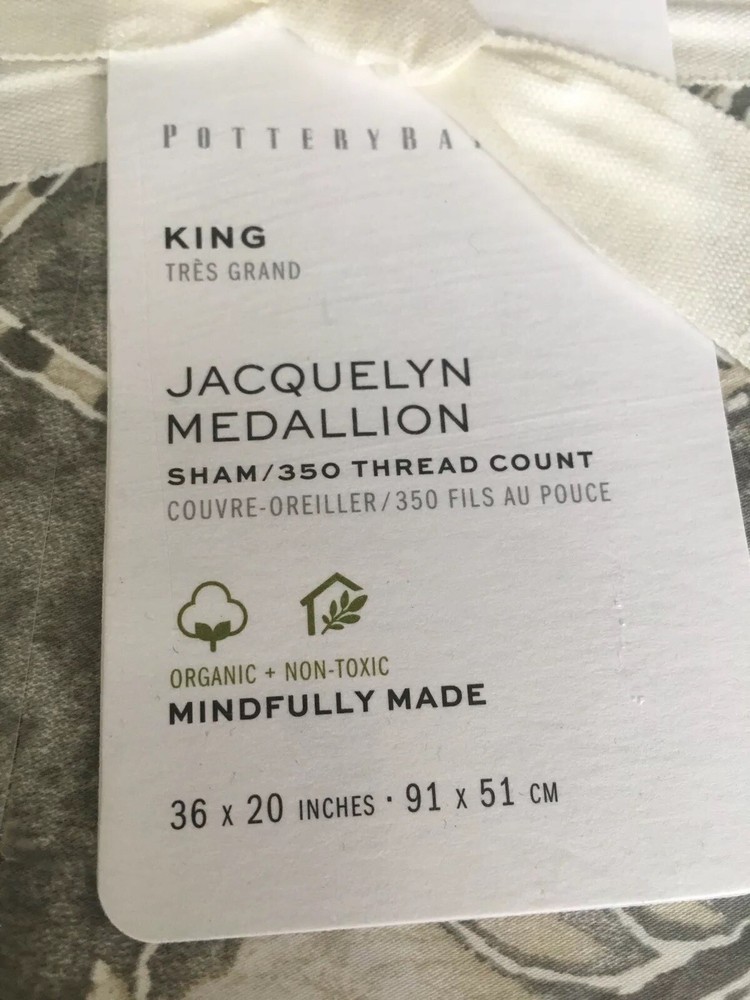 POTTERYBA
KING
TRÈS GRAND
JACQUELYN
MEDALLION
SHAM/350 THREAD COUNT
COUVRE-OREILLER/350 FILS AU POUCE
ORGANIC + NON-TOXIC
MINDFULLY MADE
36 x 20 INCHES · 91 x 51 CM